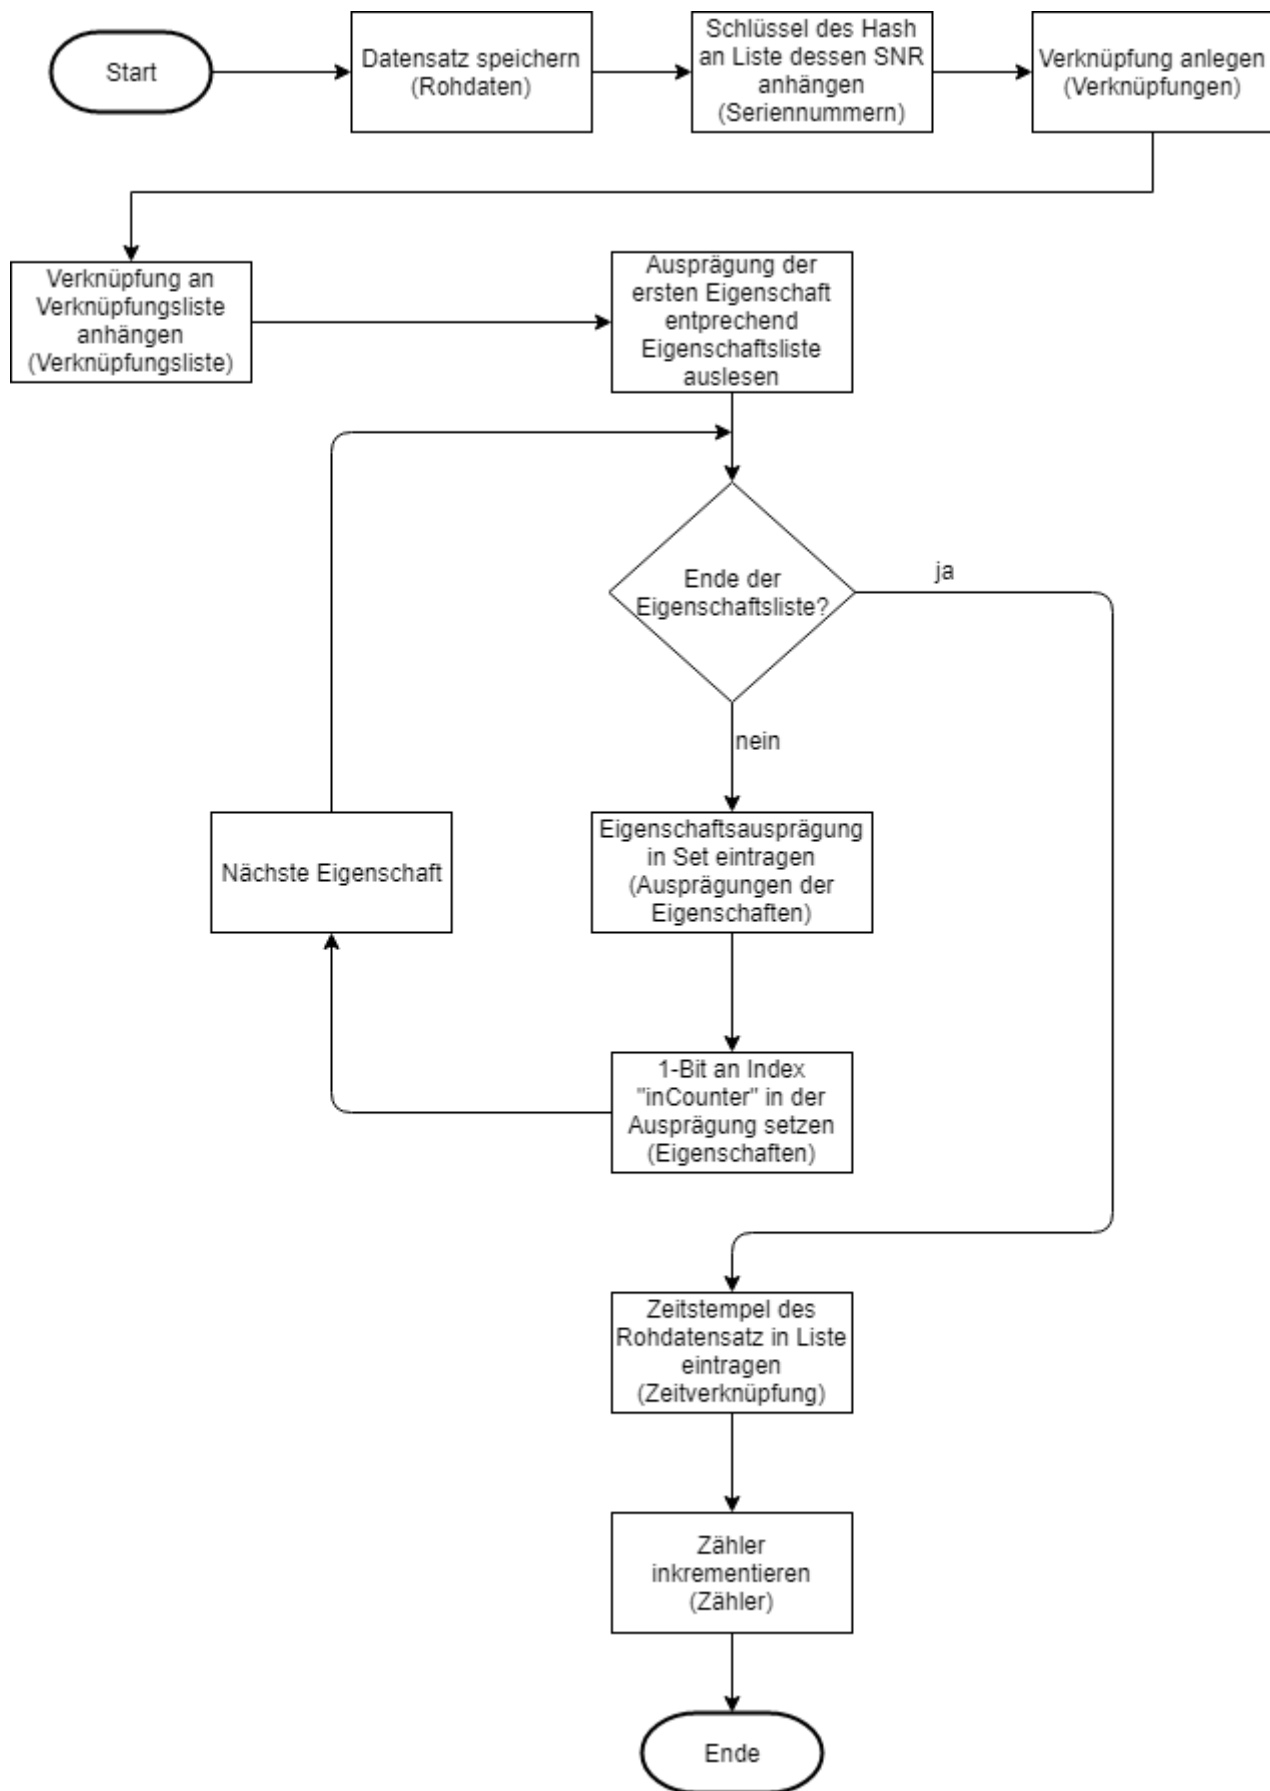 Start
Datensatz speichern
(Rohdaten)
Schlüssel des Hash
an Liste dessen SNR
anhängen
(Seriennummern)
Verknüpfung anlegen
(Verknüpfungen)
Verknüpfung an
Verknüpfungsliste
anhängen
(Verknüpfungsliste)
Ausprägung der
ersten Eigenschaft
entprechend
Eigenschaftsliste
auslesen
Ende der
Eigenschaftsliste?
ja
nein
Eigenschaftsausprägung
in Set eintragen
(Ausprägungen der
Eigenschaften)
Nächste Eigenschaft
1-Bit an Index
"inCounter" in der
Ausprägung setzen
(Eigenschaften)
Zeitstempel des
Rohdatensatz in Liste
eintragen
(Zeitverknüpfung)
Zähler
inkrementieren
(Zähler)
Ende